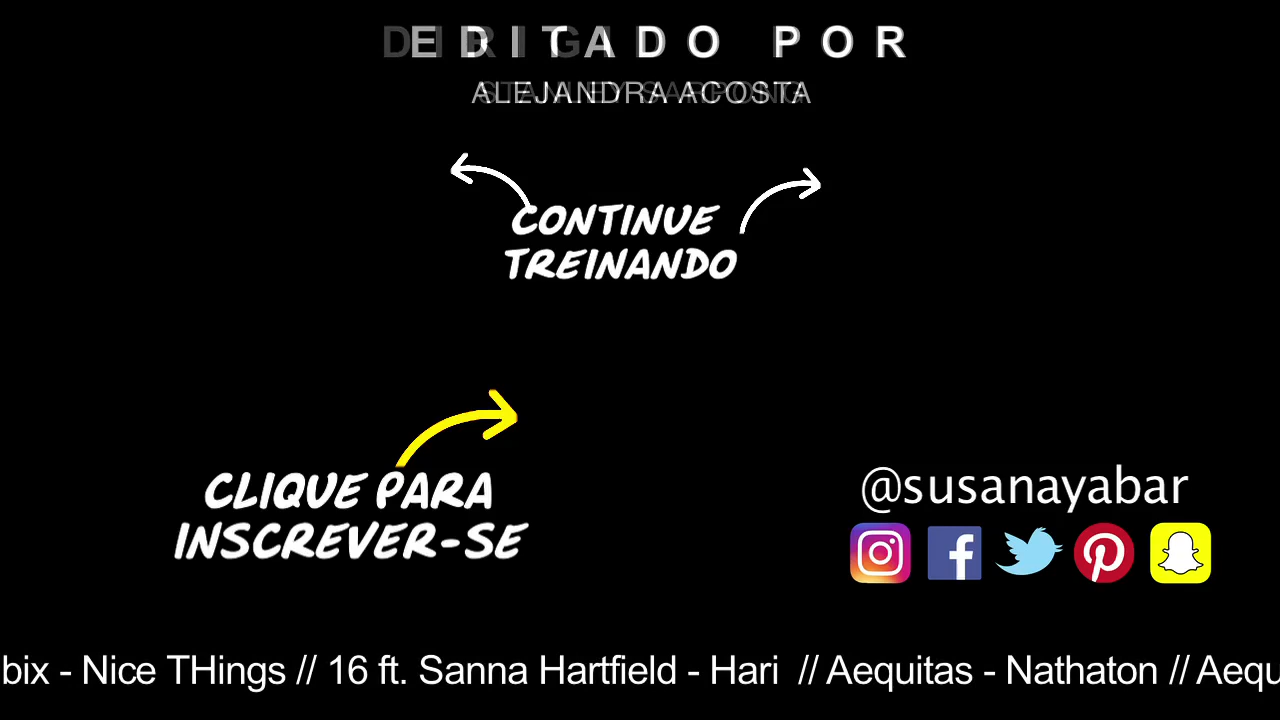 EDITADO POR
ALEJANDRA ACOSTA
CONTINUE
TREINANDO
CLIQUE PARA
INSCREVER-SE
@susanayabar
bix - Nice THings // 16 ft. Sanna Hartfield - Hari // Aequitas - Nathaton // Aequ